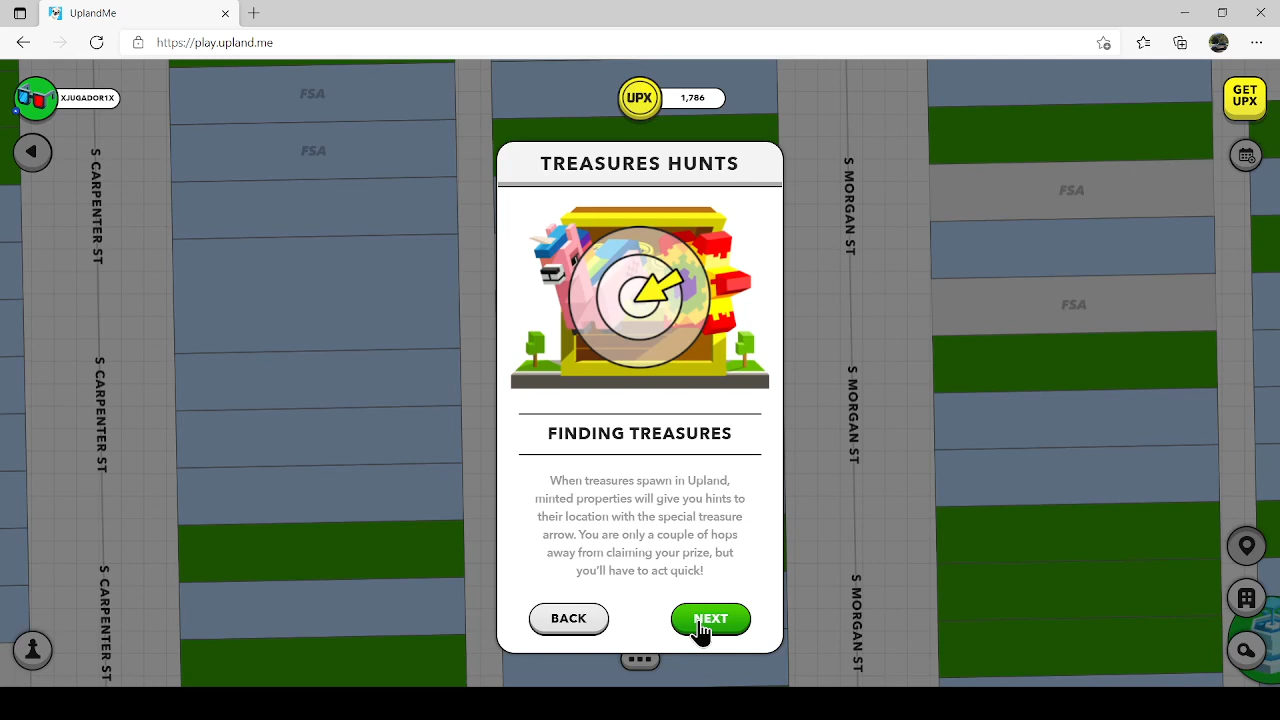 UplandMe
https://play.upland.me
XJUGADOR1X
UPX
1,786
GET
UPX
FSA
FSA
FSA
FSA
S CARPENTER ST
S CARPENTER ST
S CARPENTER ST
S MORGAN ST
S MORGAN ST
S MORGAN ST
TREASURES HUNTS
FINDING TREASURES
When treasures spawn in Upland,
minted properties will give you hints to
their location with the special treasure
arrow. You are only a couple of hops
away from claiming your prize, but
you'll have to act quick!
BACK
NEXT